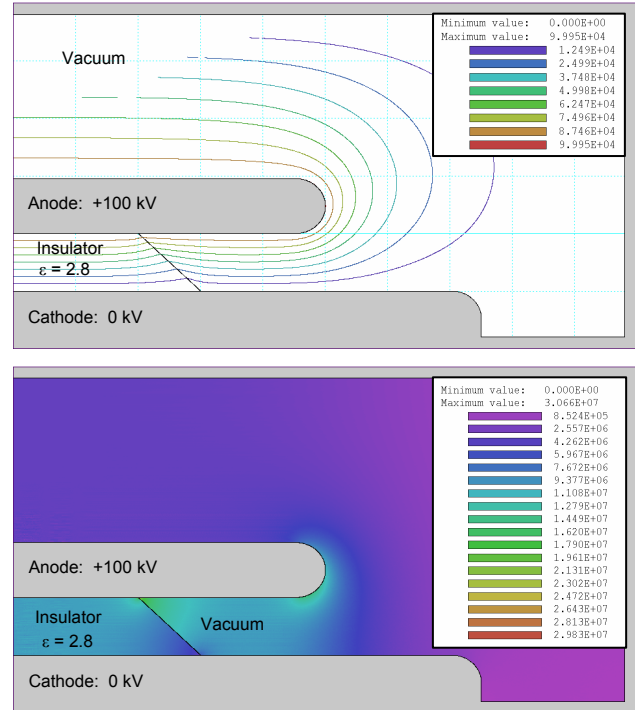 Minimum value: 0.000E+00
Maximum value: 9.995E+04
1.249E+04
2.499E+04
3.748E+04
4.998E+04
6.247E+04
7.496E+04
8.746E+04
9.995E+04
Vacuum
Anode: +100 kV
Insulator
ε = 2.8
Cathode: 0 kV
Minimum value: 0.000E+00
Maximum value: 3.066E+07
8.524E+05
2.557E+06
4.262E+06
5.967E+06
7.672E+06
9.377E+06
1.108E+07
1.279E+07
1.449E+07
1.620E+07
1.790E+07
1.961E+07
2.131E+07
2.302E+07
2.472E+07
2.643E+07
2.813E+07
2.983E+07
Anode: +100 kV
Insulator
ε = 2.8
Vacuum
Cathode: 0 kV